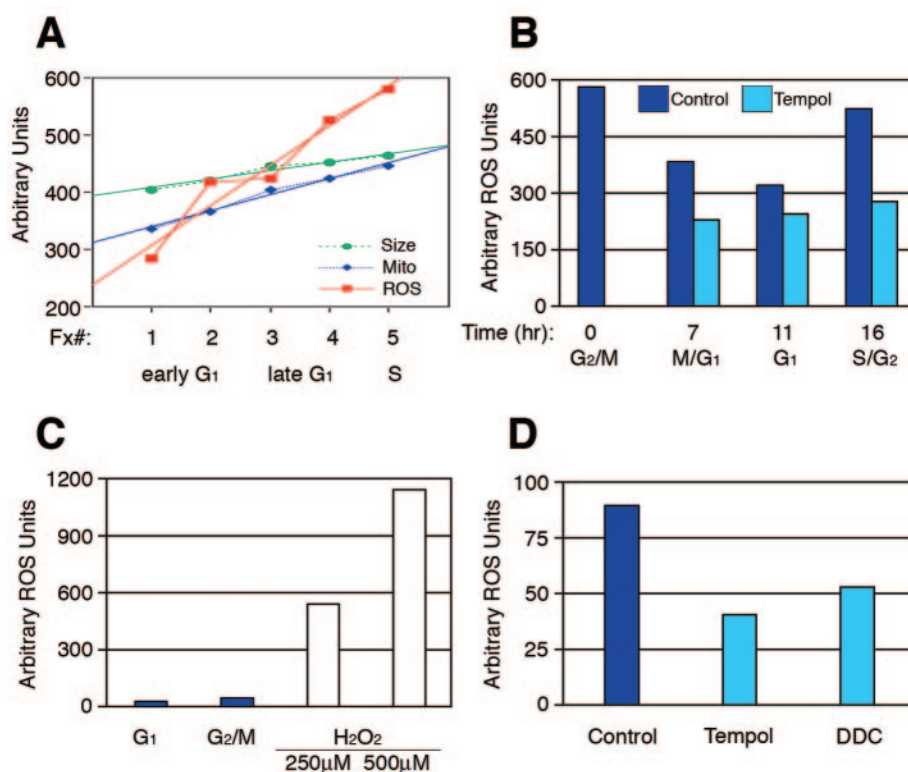 A
600
500
400
300
200
Arbitrary Units
Size
Mito
ROS
Fx#: 1 2 3 4 5
early G1 late G1 S
B
600
450
300
150
0
Arbitrary ROS Units
Control Tempol
Time (hr): 0 7 11 16
G2/M M/G1 G1 S/G2
C
1200
900
600
300
0
Arbitrary ROS Units
G1 G2/M H2O2
250μM 500μM
D
100
75
50
25
0
Arbitrary ROS Units
Control Tempol DDC